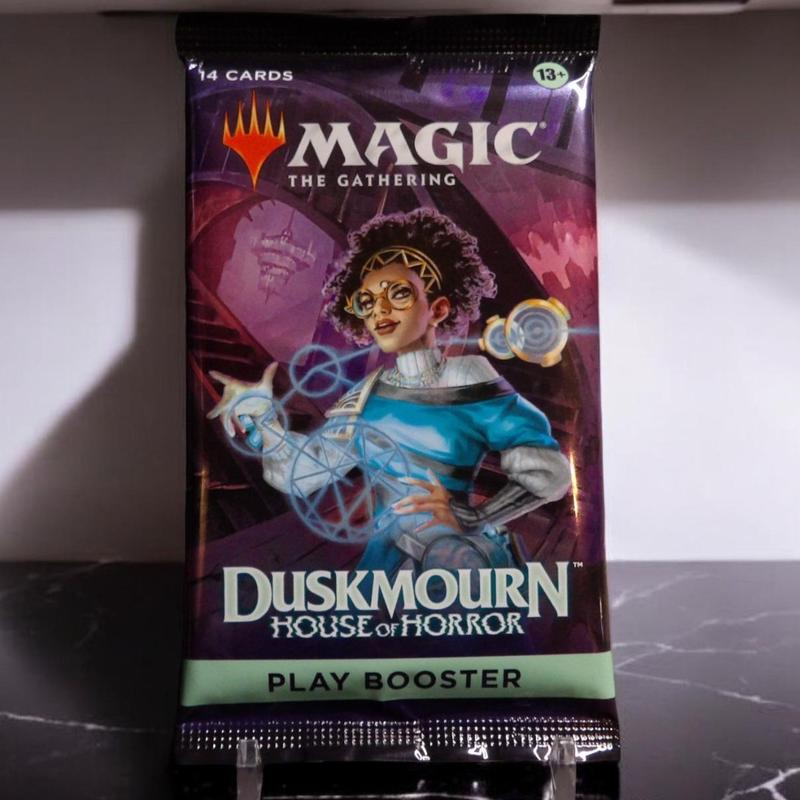 14 CARDS
13+
MAGIC®
THE GATHERING
DUSKMOURN™
HOUSE OF HORROR
PLAY BOOSTER